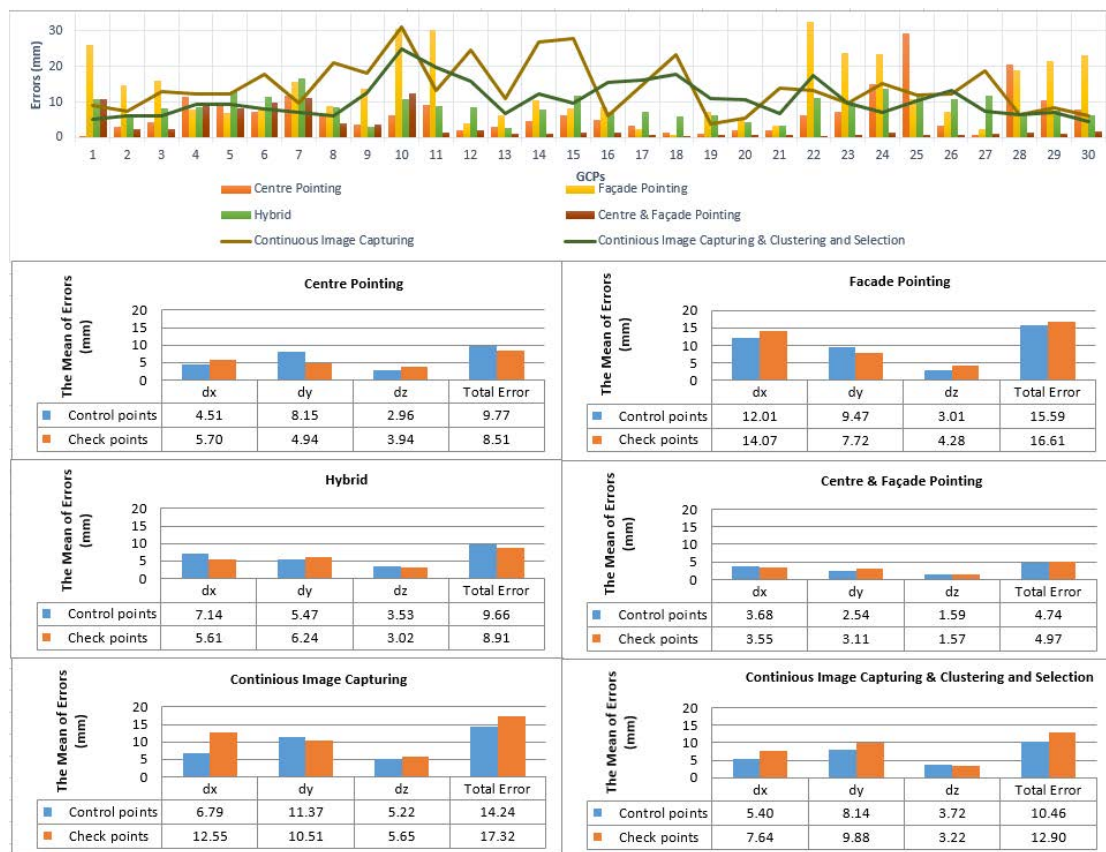 Errors (mm)
30
20
10
0
1 2 3 4 5 6 7 8 9 10 11 12 13 14 15 16 17 18 19 20 21 22 23 24 25 26 27 28 29 30
GCPs
Centre Pointing
Façade Pointing
Hybrid
Centre & Façade Pointing
Continuous Image Capturing
Continious Image Capturing & Clustering and Selection
Centre Pointing
The Mean of Errors
(mm)
20
15
10
5
0
dx dy dz Total Error
Control points 4.51 8.15 2.96 9.77
Check points 5.70 4.94 3.94 8.51
Facade Pointing
The Mean of Errors
(mm)
20
15
10
5
0
dx dy dz Total Error
Control points 12.01 9.47 3.01 15.59
Check points 14.07 7.72 4.28 16.61
Hybrid
The Mean of Errors
(mm)
20
15
10
5
0
dx dy dz Total Error
Control points 7.14 5.47 3.53 9.66
Check points 5.61 6.24 3.02 8.91
Centre & Façade Pointing
The Mean of Errors
(mm)
20
15
10
5
0
dx dy dz Total Error
Control points 3.68 2.54 1.59 4.74
Check points 3.55 3.11 1.57 4.97
Continious Image Capturing
The Mean of Errors
(mm)
20
15
10
5
0
dx dy dz Total Error
Control points 6.79 11.37 5.22 14.24
Check points 12.55 10.51 5.65 17.32
Continious Image Capturing & Clustering and Selection
The Mean of Errors
(mm)
20
15
10
5
0
dx dy dz Total Error
Control points 5.40 8.14 3.72 10.46
Check points 7.64 9.88 3.22 12.90